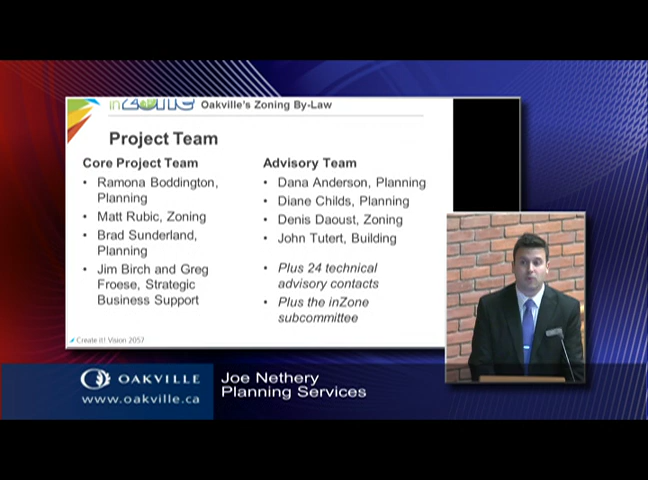 inZone Oakville's Zoning By-Law
Project Team
Core Project Team
• Ramona Boddington,
Planning
• Matt Rubic, Zoning
• Brad Sunderland,
Planning
• Jim Birch and Greg
Froese, Strategic
Business Support
Advisory Team
• Dana Anderson, Planning
• Diane Childs, Planning
• Denis Daoust, Zoning
• John Tutert, Building
• Plus 24 technical
advisory contacts
• Plus the inZone
subcommittee
Create It! Vision 2057
OAKVILLE
www.oakville.ca
Joe Nethery
Planning Services